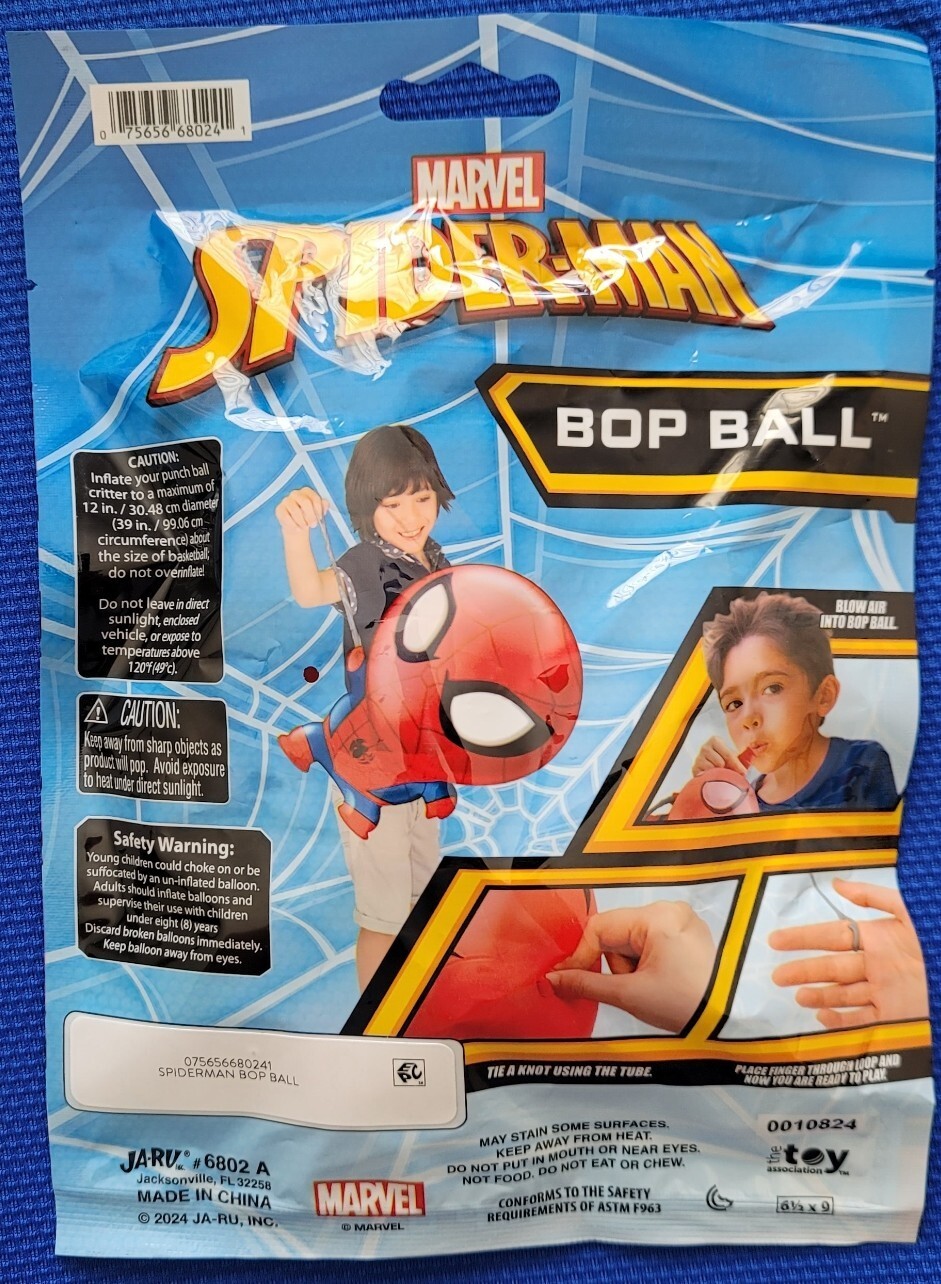 0 75656 68024 1
MARVEL
SPIDER-MAN
BOP BALL™
CAUTION:
Inflate your punch ball
critter to a maximum of
12 in. / 30.48 cm diameter
(39 in. / 99.06 cm
circumference) about
the size of basketball;
do not overinflate!
Do not leave in direct
sunlight, enclosed
vehicle, or expose to
temperatures above
120°f (49°c).
BLOW AIR
INTO BOP BALL.
⚠ CAUTION:
Keep away from sharp objects as
product will pop. Avoid exposure
to heat under direct sunlight.
Safety Warning:
Young children could choke on or be
suffocated by an un-inflated balloon.
Adults should inflate balloons and
supervise their use with children
under eight (8) years
Discard broken balloons immediately.
Keep balloon away from eyes.
TIE A KNOT USING THE TUBE.
PLACE FINGER THROUGH LOOP AND
NOW YOU ARE READY TO PLAY.
075656680241
SPIDERMAN BOP BALL
JA-RU® INC. #6802 A
Jacksonville, FL 32258
MADE IN CHINA
© 2024 JA-RU, INC.
MARVEL
© MARVEL
MAY STAIN SOME SURFACES.
KEEP AWAY FROM HEAT.
DO NOT PUT IN MOUTH OR NEAR EYES.
NOT FOOD. DO NOT EAT OR CHEW.
CONFORMS TO THE SAFETY
REQUIREMENTS OF ASTM F963
0010824
the toy
association™
6½ x 9